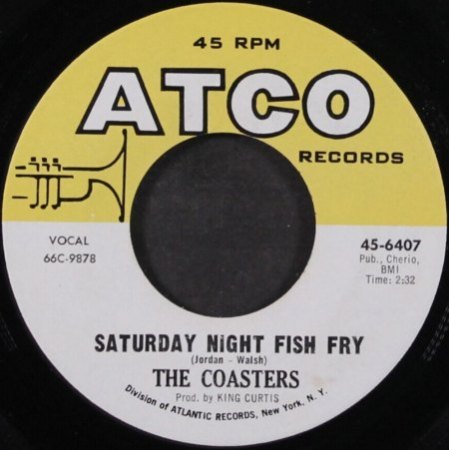 45 RPM
ATCO
RECORDS
VOCAL
66C-9878
45-6407
Pub., Cherio,
BMI
Time: 2:32
SATURDAY NiGHT FISH FRY
(Jordan - Walsh)
THE COASTERS
Prod. by KING CURTIS
Division of ATLANTIC RECORDS, New York, N. Y.